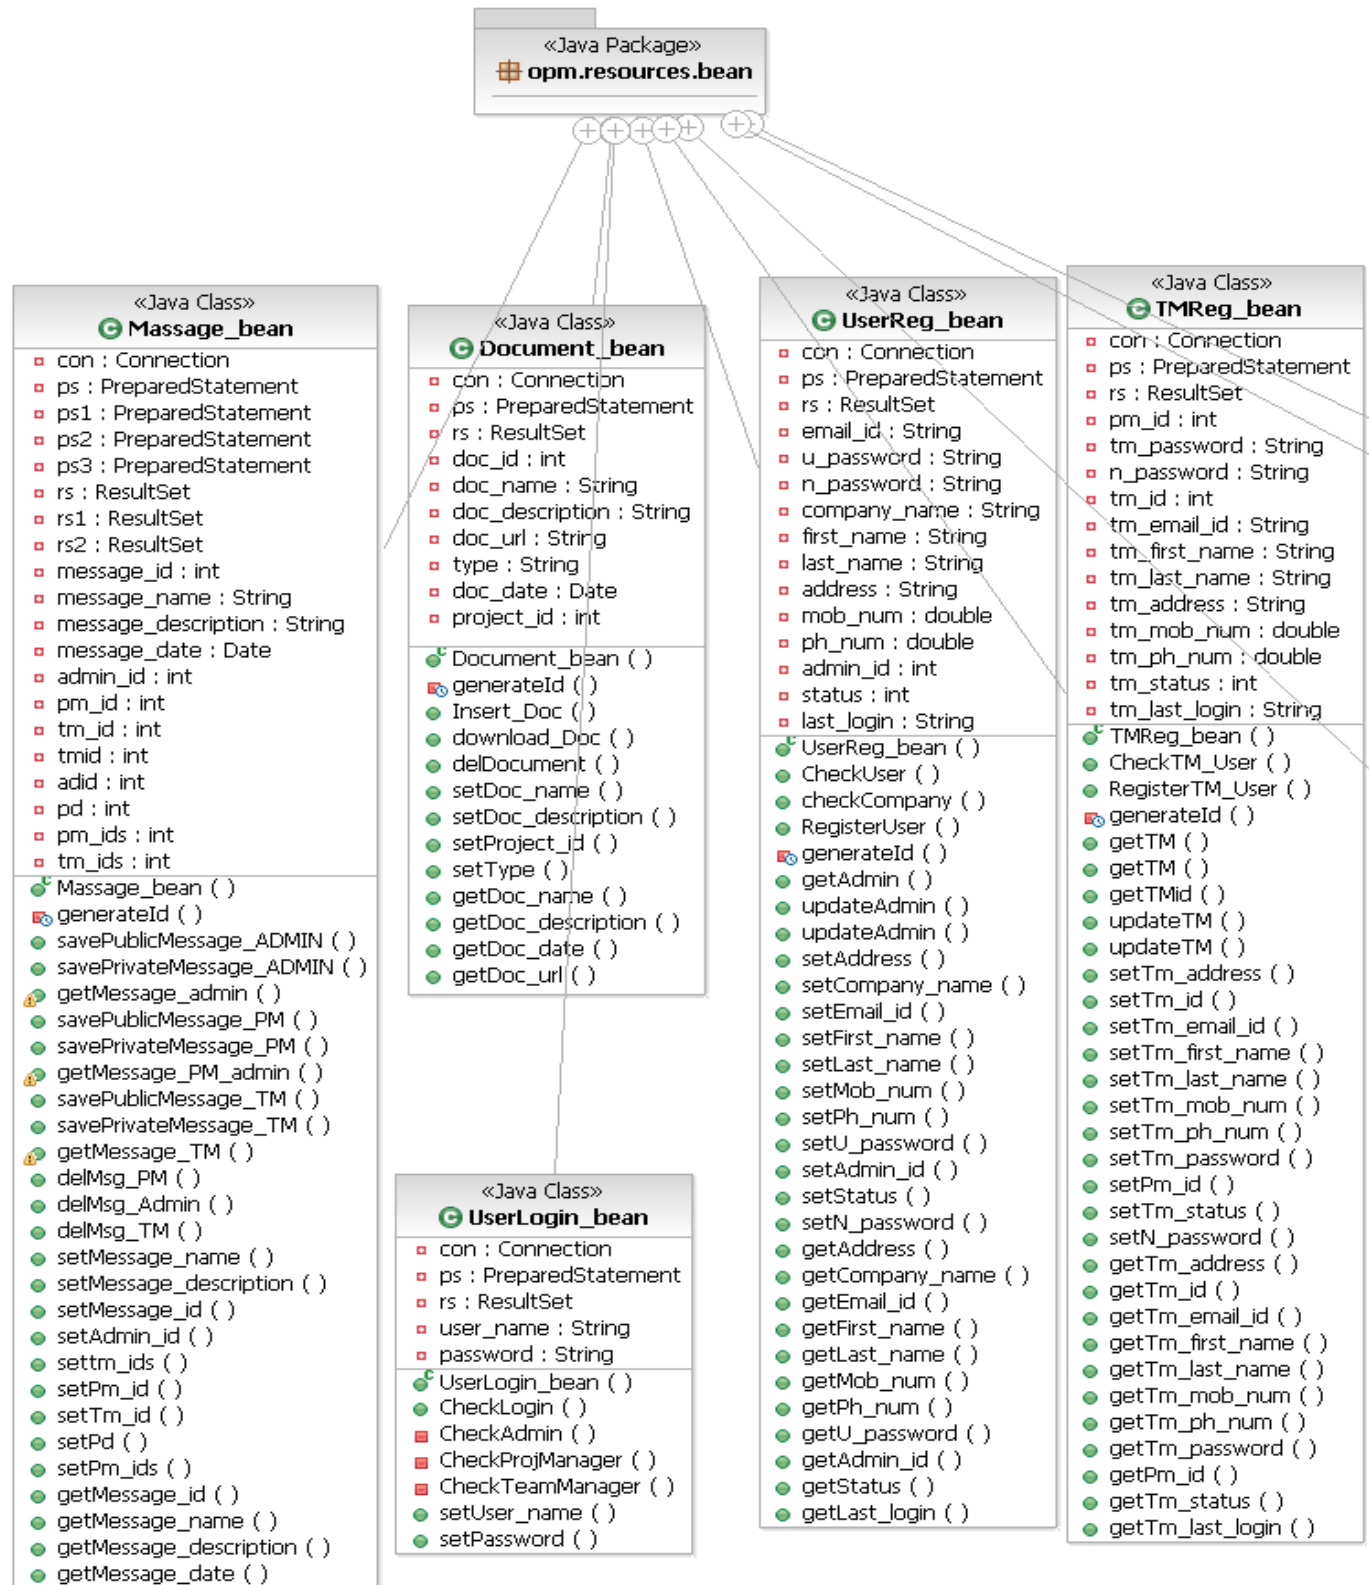 «Java Package»
opm.resources.bean
«Java Class»
Massage_bean
con : Connection
ps : PreparedStatement
ps1 : PreparedStatement
ps2 : PreparedStatement
ps3 : PreparedStatement
rs : ResultSet
rs1 : ResultSet
rs2 : ResultSet
message_id : int
message_name : String
message_description : String
message_date : Date
admin_id : int
pm_id : int
tm_id : int
tmid : int
adid : int
pd : int
pm_ids : int
tm_ids : int
Massage_bean ( )
generateId ( )
savePublicMessage_ADMIN ( )
savePrivateMessage_ADMIN ( )
getMessage_admin ( )
savePublicMessage_PM ( )
savePrivateMessage_PM ( )
getMessage_PM_admin ( )
savePublicMessage_TM ( )
savePrivateMessage_TM ( )
getMessage_TM ( )
delMsg_PM ( )
delMsg_Admin ( )
delMsg_TM ( )
setMessage_name ( )
setMessage_description ( )
setMessage_id ( )
setAdmin_id ( )
settm_ids ( )
setPm_id ( )
setTm_id ( )
setPd ( )
setPm_ids ( )
getMessage_id ( )
getMessage_name ( )
getMessage_description ( )
getMessage_date ( )
«Java Class»
Document_bean
con : Connection
ps : PreparedStatement
rs : ResultSet
doc_id : int
doc_name : String
doc_description : String
doc_url : String
type : String
doc_date : Date
project_id : int
Document_bean ( )
generateId ( )
Insert_Doc ( )
download_Doc ( )
delDocument ( )
setDoc_name ( )
setDoc_description ( )
setProject_id ( )
setType ( )
getDoc_name ( )
getDoc_description ( )
getDoc_date ( )
getDoc_url ( )
«Java Class»
UserLogin_bean
con : Connection
ps : PreparedStatement
rs : ResultSet
user_name : String
password : String
UserLogin_bean ( )
CheckLogin ( )
CheckAdmin ( )
CheckProjManager ( )
CheckTeamManager ( )
setUser_name ( )
setPassword ( )
«Java Class»
UserReg_bean
con : Connection
ps : PreparedStatement
rs : ResultSet
email_id : String
u_password : String
n_password : String
company_name : String
first_name : String
last_name : String
address : String
mob_num : double
ph_num : double
admin_id : int
status : int
last_login : String
UserReg_bean ( )
CheckUser ( )
checkCompany ( )
RegisterUser ( )
generateId ( )
getAdmin ( )
updateAdmin ( )
updateAdmin ( )
setAddress ( )
setCompany_name ( )
setEmail_id ( )
setFirst_name ( )
setLast_name ( )
setMob_num ( )
setPh_num ( )
setU_password ( )
setAdmin_id ( )
setStatus ( )
setN_password ( )
getAddress ( )
getCompany_name ( )
getEmail_id ( )
getFirst_name ( )
getLast_name ( )
getMob_num ( )
getPh_num ( )
getU_password ( )
getAdmin_id ( )
getStatus ( )
getLast_login ( )
«Java Class»
TMReg_bean
con : Connection
ps : PreparedStatement
rs : ResultSet
pm_id : int
tm_password : String
n_password : String
tm_id : int
tm_email_id : String
tm_first_name : String
tm_last_name : String
tm_address : String
tm_mob_num : double
tm_ph_num : double
tm_status : int
tm_last_login : String
TMReg_bean ( )
CheckTM_User ( )
RegisterTM_User ( )
generateId ( )
getTM ( )
getTM ( )
getTMid ( )
updateTM ( )
updateTM ( )
setTm_address ( )
setTm_id ( )
setTm_email_id ( )
setTm_first_name ( )
setTm_last_name ( )
setTm_mob_num ( )
setTm_ph_num ( )
setTm_password ( )
setPm_id ( )
setTm_status ( )
setN_password ( )
getTm_address ( )
getTm_id ( )
getTm_email_id ( )
getTm_first_name ( )
getTm_last_name ( )
getTm_mob_num ( )
getTm_ph_num ( )
getTm_password ( )
getPm_id ( )
getTm_status ( )
getTm_last_login ( )